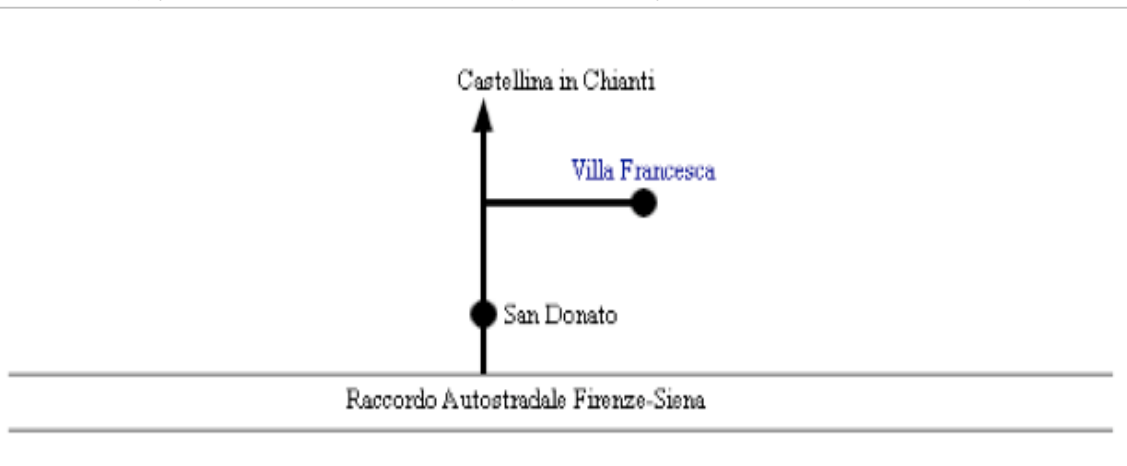 Castellina in Chianti
Villa Francesca
San Donato
Raccordo Autostradale Firenze-Siena